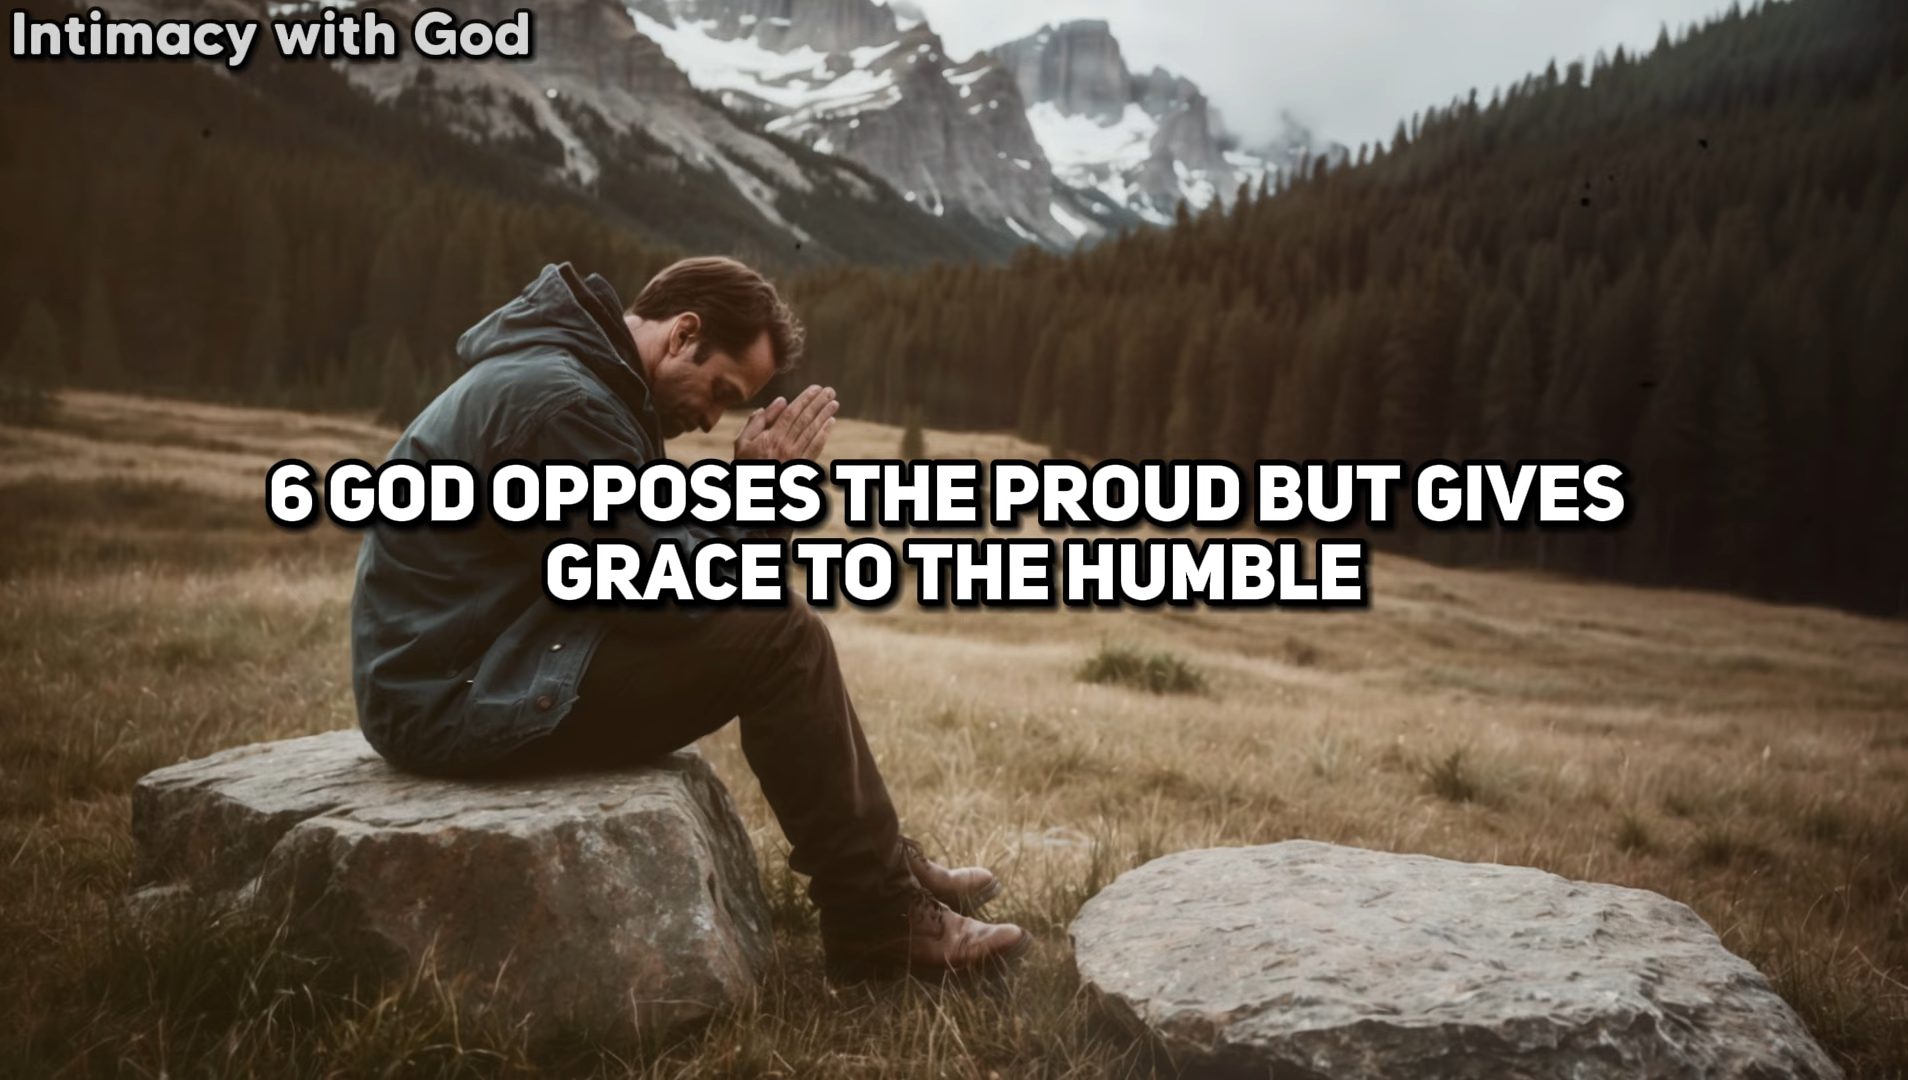 Intimacy with God
6 GOD OPPOSES THE PROUD BUT GIVES
GRACE TO THE HUMBLE